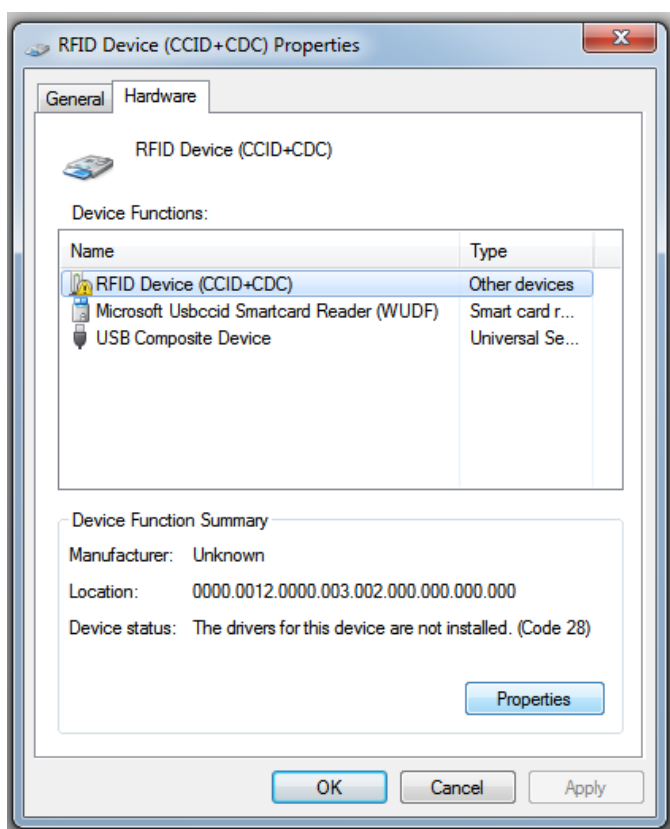 RFID Device (CCID+CDC) Properties
General Hardware
RFID Device (CCID+CDC)
Device Functions:
Name Type
RFID Device (CCID+CDC) Other devices
Microsoft Usbccid Smartcard Reader (WUDF) Smart card r...
USB Composite Device Universal Se...
Device Function Summary
Manufacturer: Unknown
Location: 0000.0012.0000.003.002.000.000.000.000
Device status: The drivers for this device are not installed. (Code 28)
Properties
OK Cancel Apply